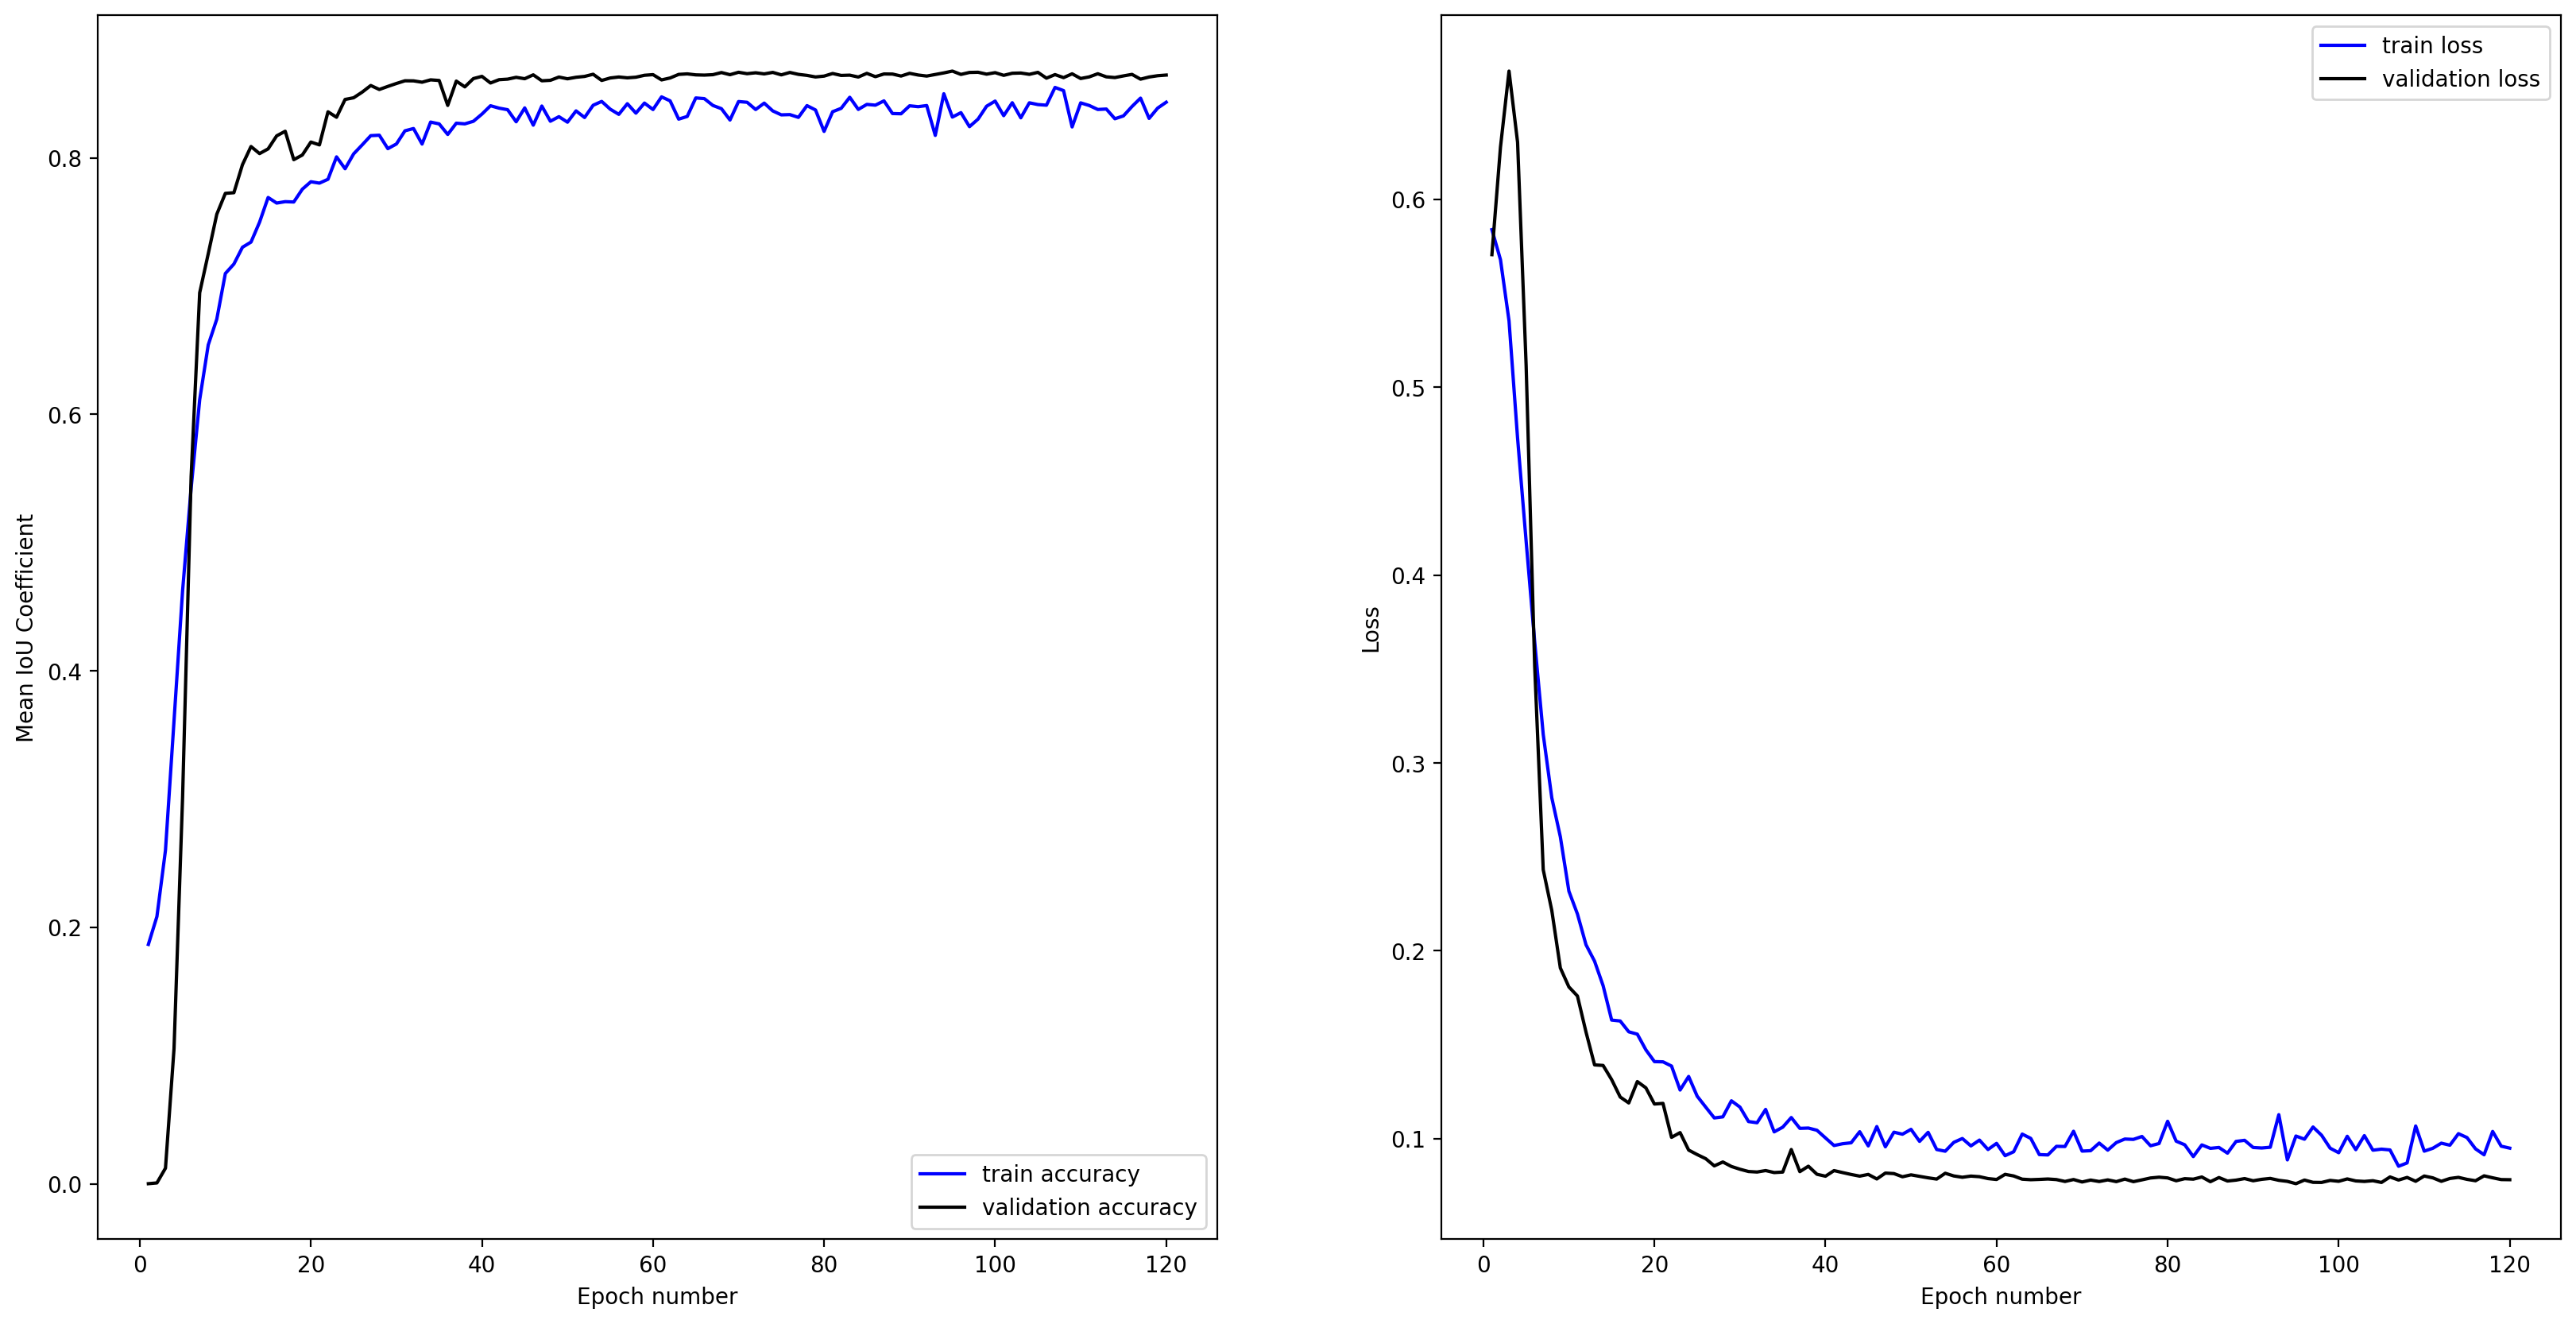 Mean IoU Coefficient
0.8
0.6
0.4
0.2
0.0
train accuracy
validation accuracy
0 20 40 60 80 100 120
Epoch number
Loss
0.6
0.5
0.4
0.3
0.2
0.1
train loss
validation loss
0 20 40 60 80 100 120
Epoch number